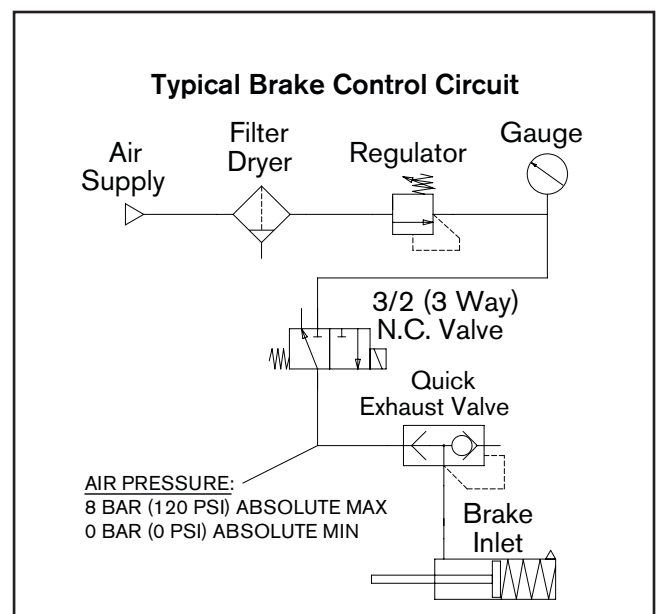 Typical Brake Control Circuit
Air
Supply
Filter
Dryer
Regulator
Gauge
3/2 (3 Way)
N.C. Valve
Quick
Exhaust Valve
AIR PRESSURE:
8 BAR (120 PSI) ABSOLUTE MAX
0 BAR (0 PSI) ABSOLUTE MIN
Brake
Inlet